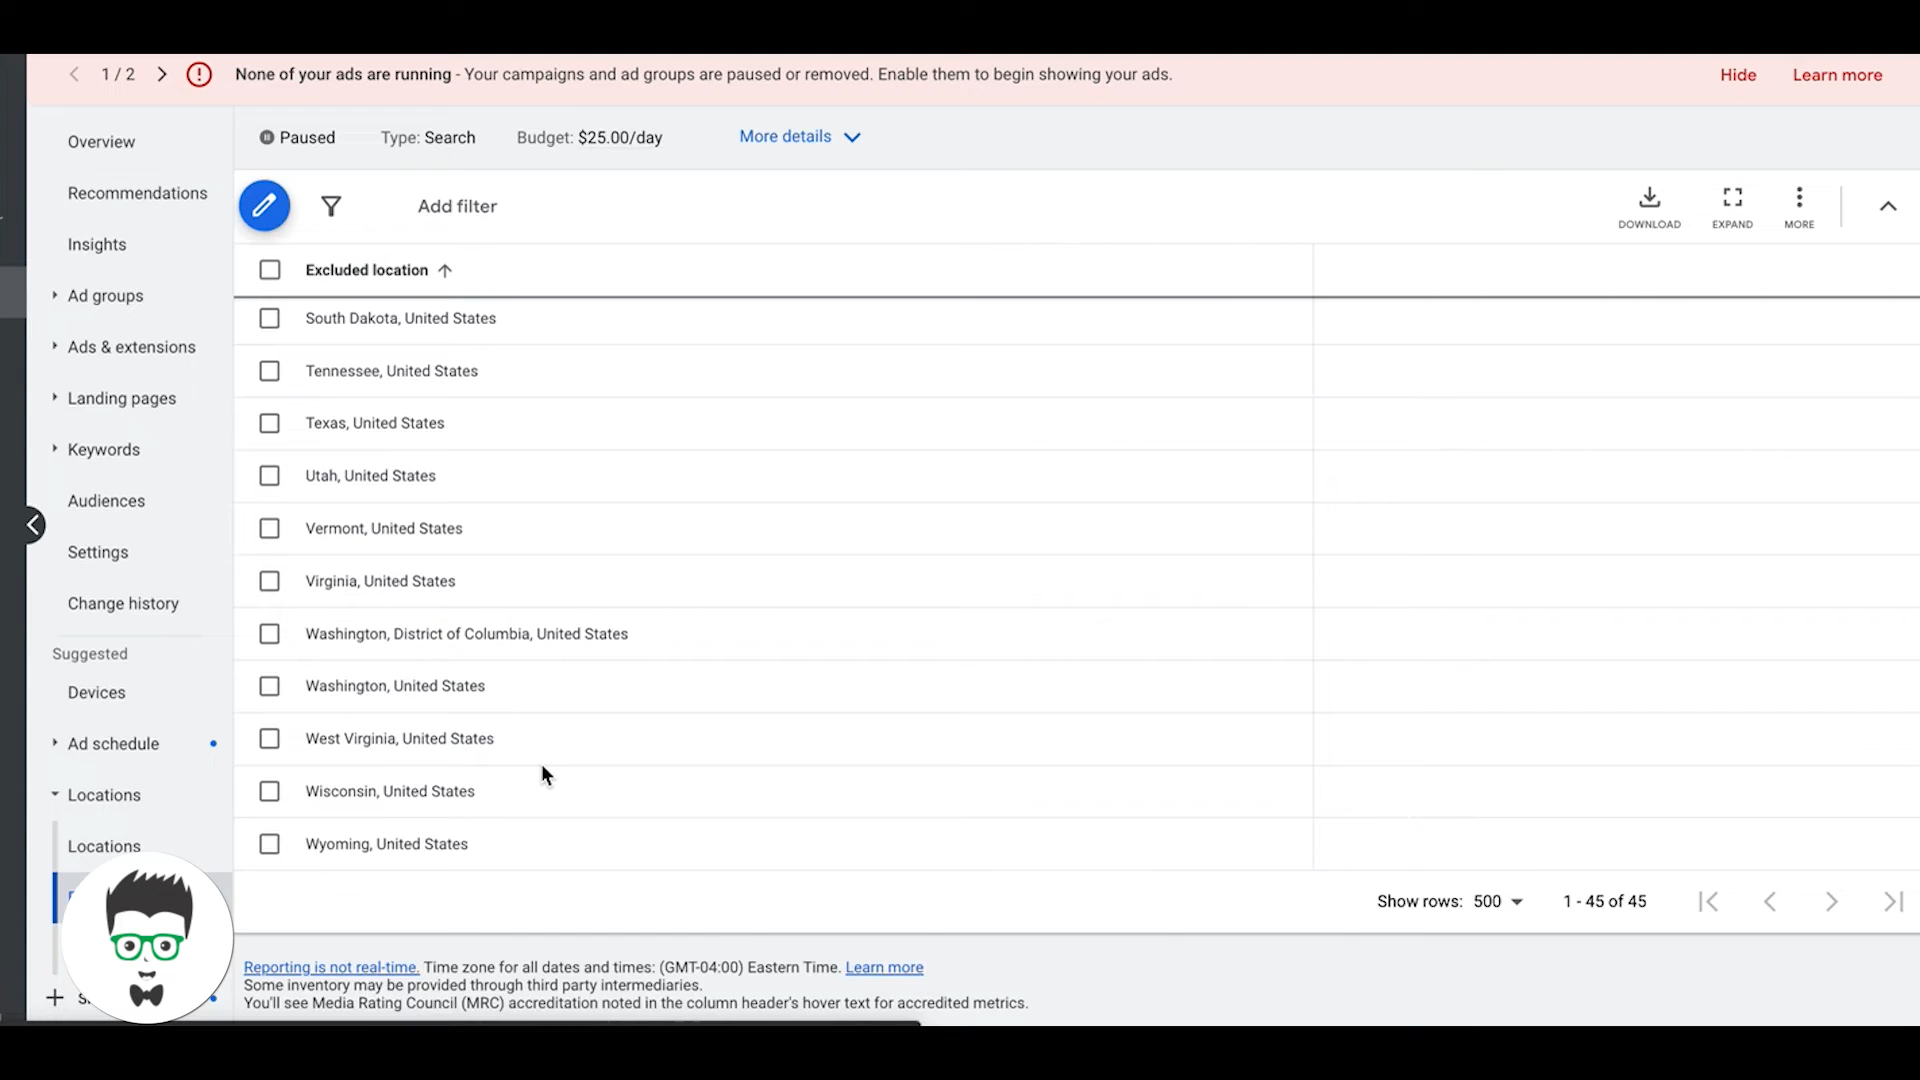 1 / 2
None of your ads are running - Your campaigns and ad groups are paused or removed. Enable them to begin showing your ads.
Hide
Learn more
Paused
Type: Search
Budget: $25.00/day
More details
Add filter
DOWNLOAD
EXPAND
MORE
Overview
Recommendations
Insights
Ad groups
Ads & extensions
Landing pages
Keywords
Audiences
Settings
Change history
Suggested
Devices
Ad schedule
Locations
Locations
Excluded location
South Dakota, United States
Tennessee, United States
Texas, United States
Utah, United States
Vermont, United States
Virginia, United States
Washington, District of Columbia, United States
Washington, United States
West Virginia, United States
Wisconsin, United States
Wyoming, United States
Show rows: 500
1 - 45 of 45
Reporting is not real-time. Time zone for all dates and times: (GMT-04:00) Eastern Time. Learn more
Some inventory may be provided through third party intermediaries.
You'll see Media Rating Council (MRC) accreditation noted in the column header's hover text for accredited metrics.